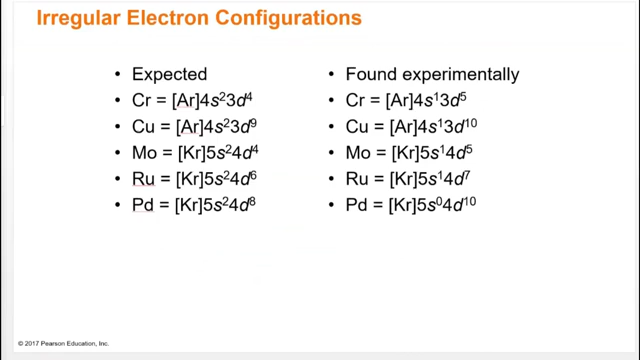 Irregular Electron Configurations
• Expected
• Cr = [Ar]4s²3d⁴
• Cu = [Ar]4s²3d⁹
• Mo = [Kr]5s²4d⁴
• Ru = [Kr]5s²4d⁶
• Pd = [Kr]5s²4d⁸
• Found experimentally
• Cr = [Ar]4s¹3d⁵
• Cu = [Ar]4s¹3d¹⁰
• Mo = [Kr]5s¹4d⁵
• Ru = [Kr]5s¹4d⁷
• Pd = [Kr]5s⁰4d¹⁰
© 2017 Pearson Education, Inc.